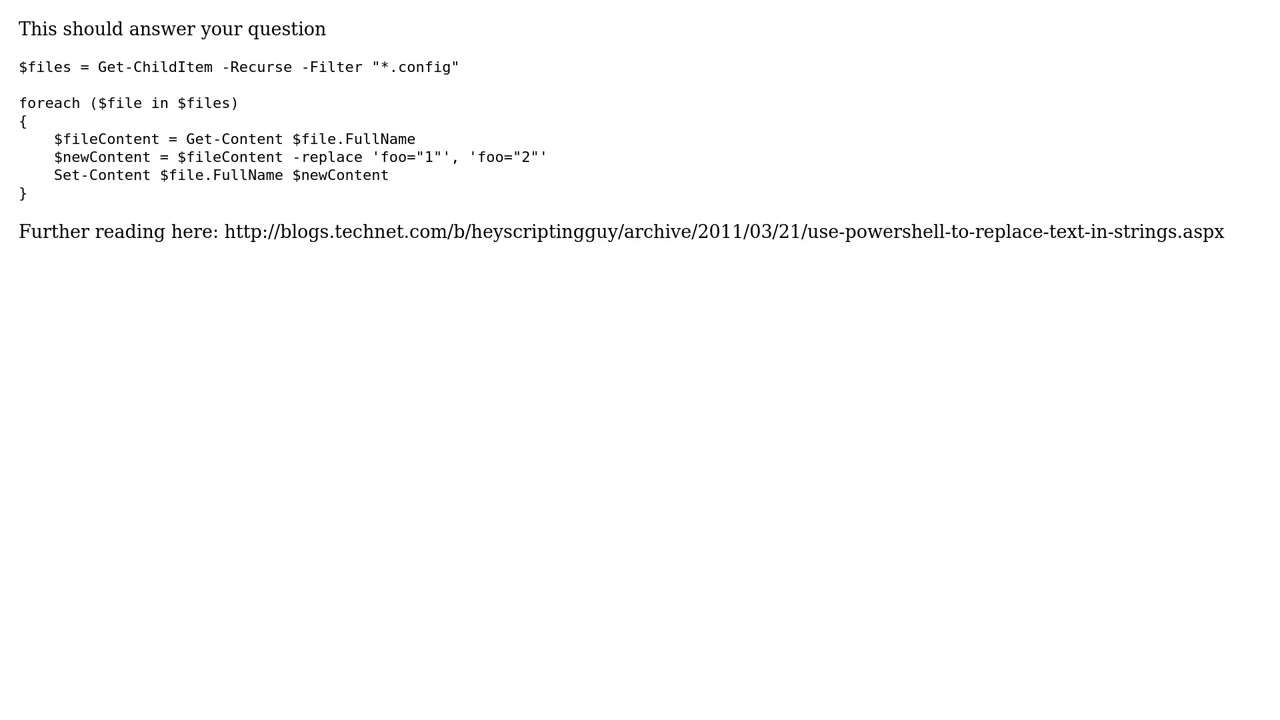 This should answer your question
$files = Get-ChildItem -Recurse -Filter "*.config"
foreach ($file in $files)
{
    $fileContent = Get-Content $file.FullName
    $newContent = $fileContent -replace 'foo="1"', 'foo="2"'
    Set-Content $file.FullName $newContent
}
Further reading here: http://blogs.technet.com/b/heyscriptingguy/archive/2011/03/21/use-powershell-to-replace-text-in-strings.aspx